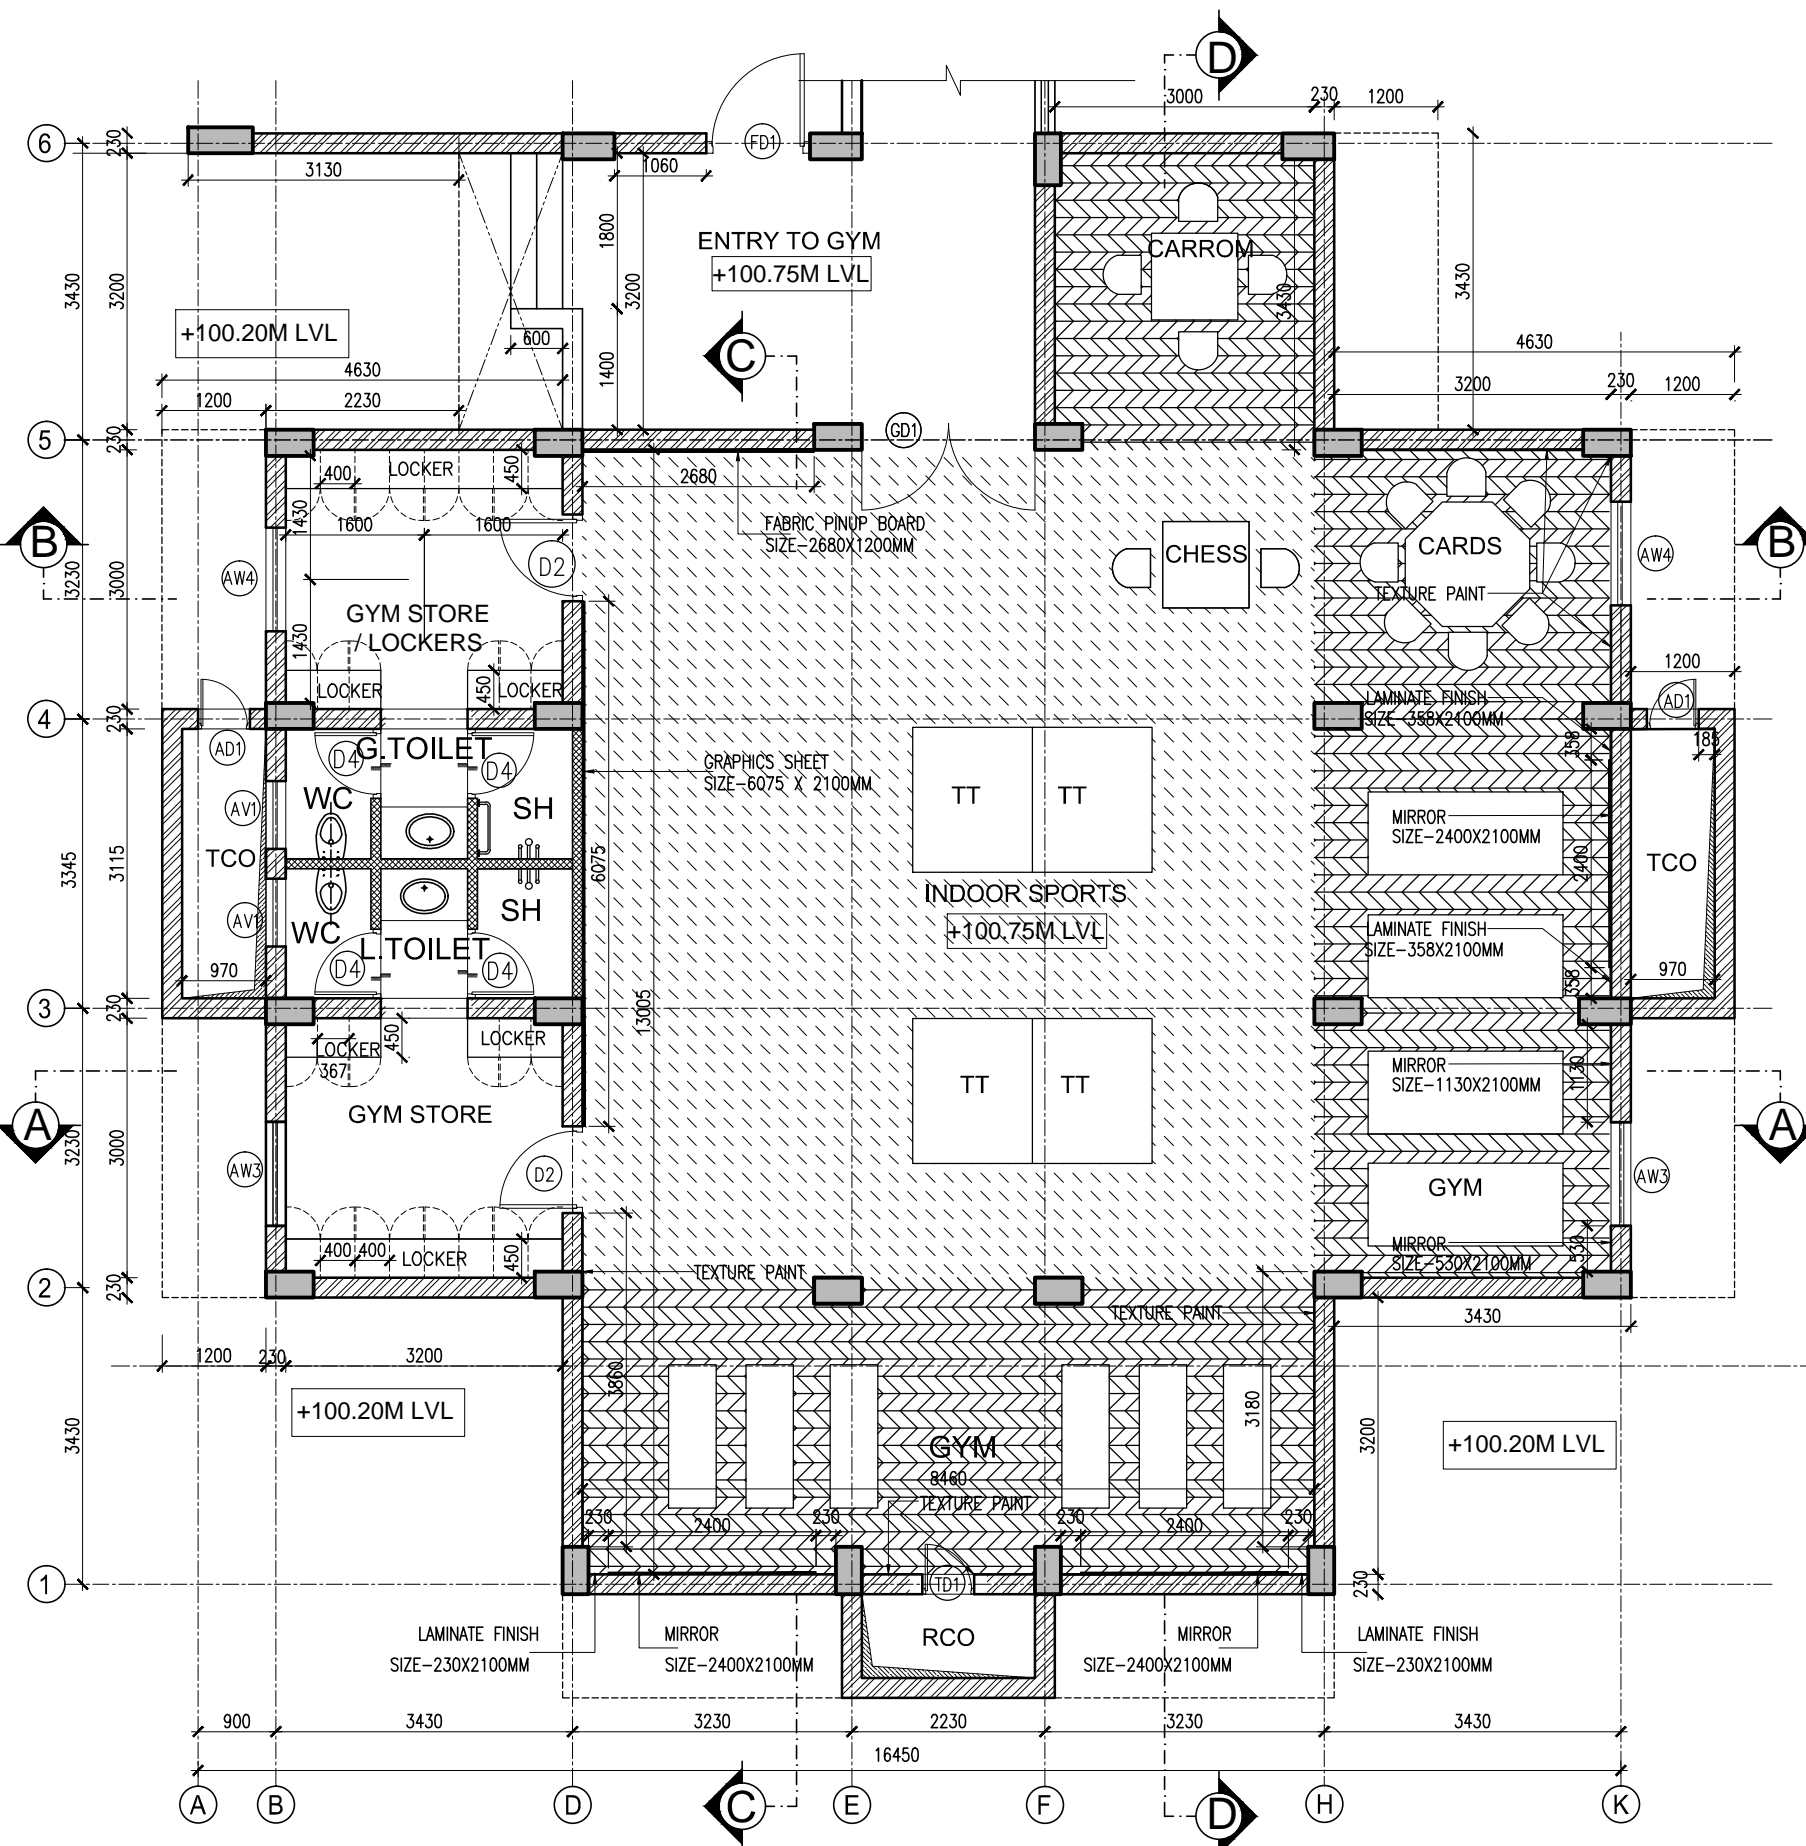 D
3000
230
1200
6
230
FD1
3130
1060
1800
ENTRY TO GYM
+100.75M LVL
CARROM
3430
3200
3200
3430
3430
+100.20M LVL
600
C
1400
4630
4630
1200
2230
3200
230
1200
5
230
GD1
LOCKER
400
450
2680
1430
1600
1600
FABRIC PINUP BOARD
SIZE-2680X1200MM
B
D2
CHESS
CARDS
AW4
B
3230
3000
AW4
TEXTURE PAINT
GYM STORE
/ LOCKERS
1430
1200
LOCKER
450
LOCKER
LAMINATE FINISH
SIZE-358X2100MM
AD1
4
230
AD1
D4
G.TOILET
D4
358
185
GRAPHICS SHEET
SIZE-6075 X 2100MM
WC
AV1
SH
TT
TT
MIRROR
SIZE-2400X2100MM
TCO
3345
3115
6075
2400
TCO
INDOOR SPORTS
+100.75M LVL
SH
AV1
WC
L.TOILET
LAMINATE FINISH
SIZE-358X2100MM
D4
D4
970
358
970
3
230
13005
450
LOCKER
LOCKER
367
MIRROR
SIZE-1130X2100MM
1130
TT
TT
GYM STORE
A
3230
3000
A
AW3
D2
GYM
AW3
400
400
LOCKER
450
MIRROR
SIZE-530X2100MM
530
2
230
TEXTURE PAINT
TEXTURE PAINT
3430
1200
230
3200
3860
3180
+100.20M LVL
3430
3200
+100.20M LVL
GYM
8460
TEXTURE PAINT
230
2400
230
230
2400
230
1
TD1
230
LAMINATE FINISH
SIZE-230X2100MM
MIRROR
SIZE-2400X2100MM
RCO
MIRROR
SIZE-2400X2100MM
LAMINATE FINISH
SIZE-230X2100MM
900
3430
3230
2230
3230
3430
16450
A
B
D
C
E
F
D
H
K